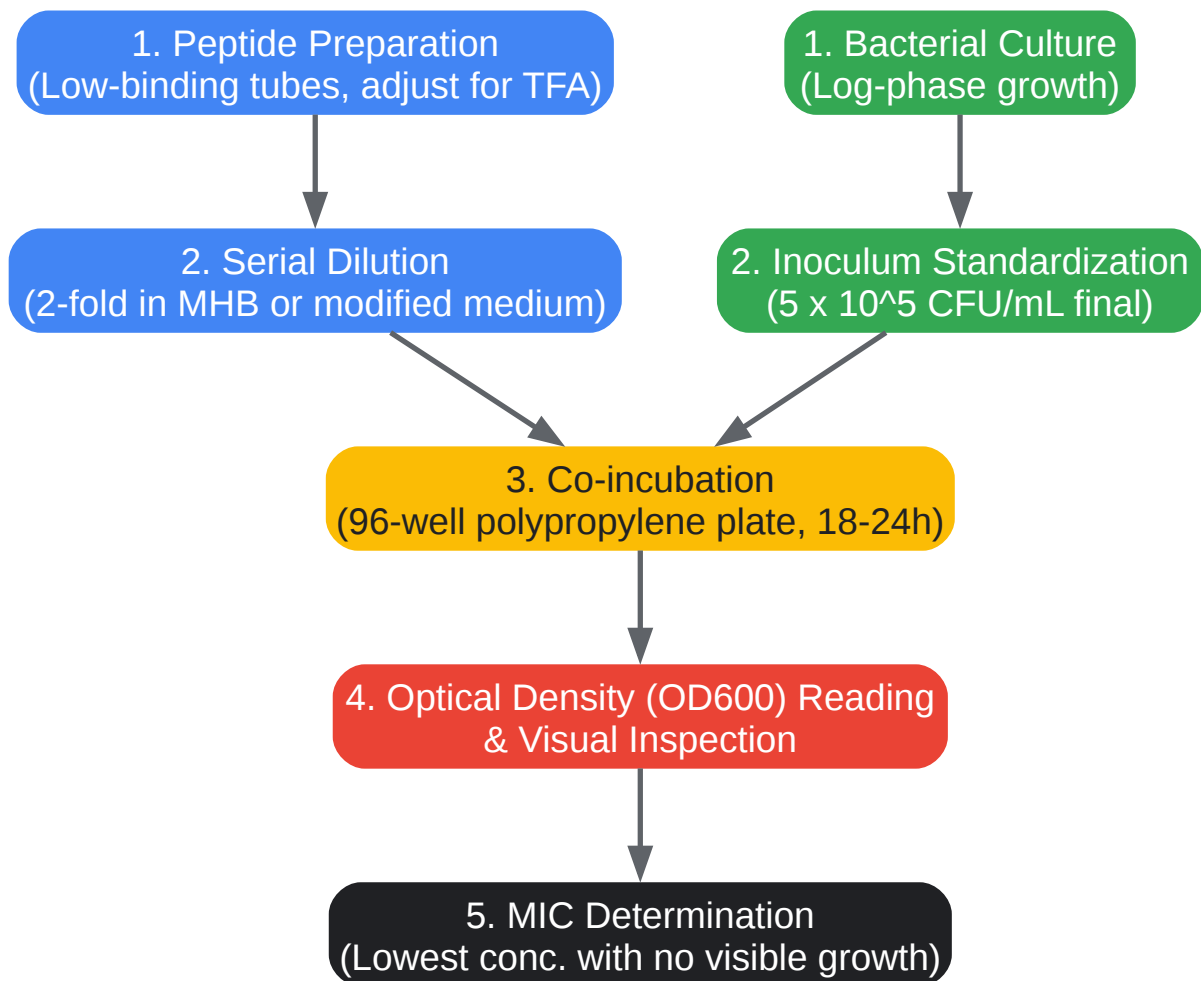 1. Peptide Preparation
(Low-binding tubes, adjust for TFA)
1. Bacterial Culture
(Log-phase growth)
2. Serial Dilution
(2-fold in MHB or modified medium)
2. Inoculum Standardization
(5 x 10^5 CFU/mL final)
3. Co-incubation
(96-well polypropylene plate, 18-24h)
4. Optical Density (OD600) Reading
& Visual Inspection
5. MIC Determination
(Lowest conc. with no visible growth)